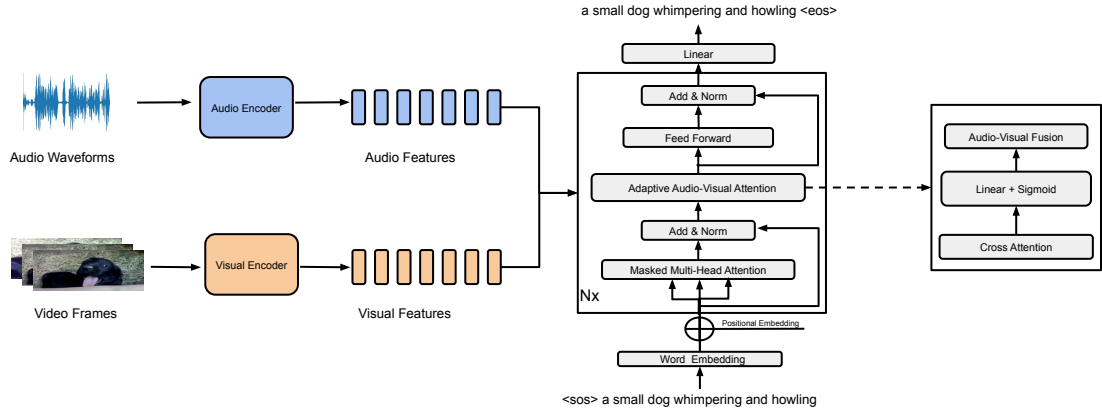 a small dog whimpering and howling <eos>
Linear
Add & Norm
Feed Forward
Adaptive Audio-Visual Attention
Add & Norm
Masked Multi-Head Attention
Nx
Positional Embedding
Word Embedding
<sos> a small dog whimpering and howling
Audio Encoder
Audio Waveforms
Audio Features
Visual Encoder
Video Frames
Visual Features
Audio-Visual Fusion
Linear + Sigmoid
Cross Attention